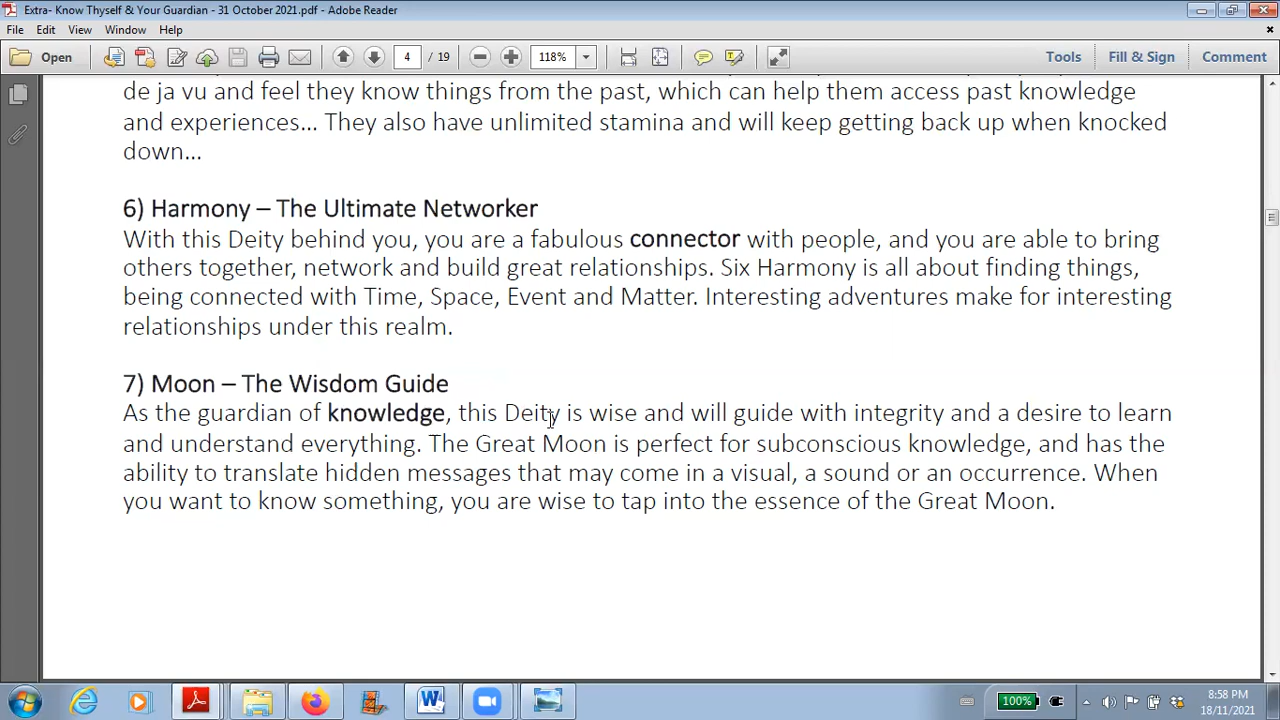 Extra- Know Thyself & Your Guardian - 31 October 2021.pdf - Adobe Reader
File Edit View Window Help
Open 4 / 19 118% Tools Fill & Sign Comment
de ja vu and feel they know things from the past, which can help them access past knowledge
and experiences... They also have unlimited stamina and will keep getting back up when knocked
down...
6) Harmony – The Ultimate Networker
With this Deity behind you, you are a fabulous connector with people, and you are able to bring
others together, network and build great relationships. Six Harmony is all about finding things,
being connected with Time, Space, Event and Matter. Interesting adventures make for interesting
relationships under this realm.
7) Moon – The Wisdom Guide
As the guardian of knowledge, this Deity is wise and will guide with integrity and a desire to learn
and understand everything. The Great Moon is perfect for subconscious knowledge, and has the
ability to translate hidden messages that may come in a visual, a sound or an occurrence. When
you want to know something, you are wise to tap into the essence of the Great Moon.
100% 8:58 PM
18/11/2021